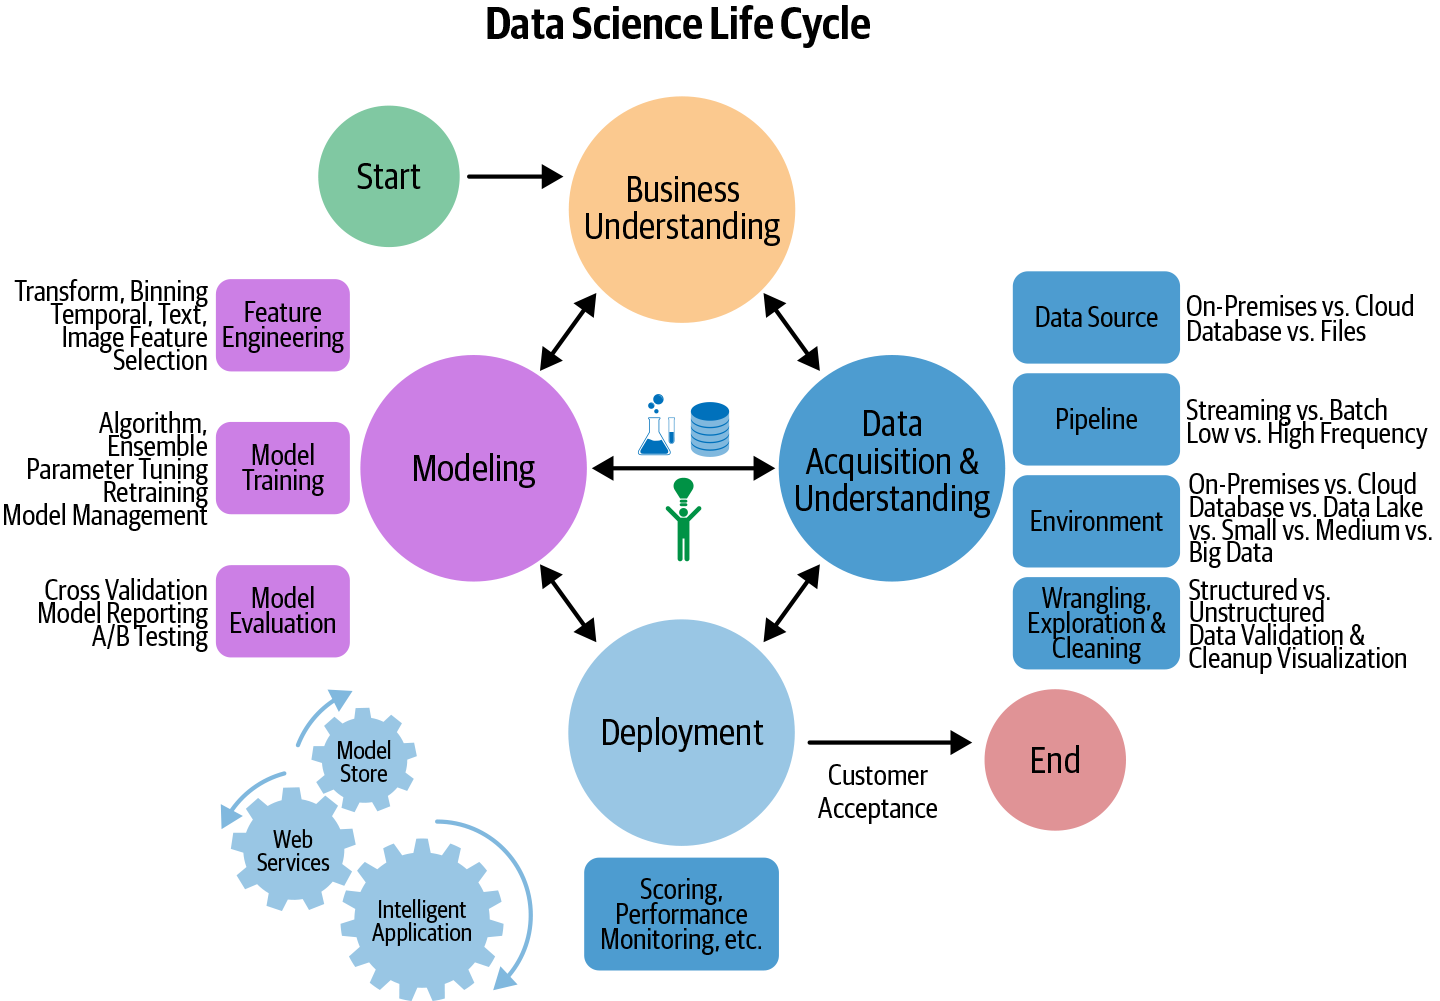 Data Science Life Cycle
Start
Business
Understanding
Transform, Binning
Temporal, Text,
Image Feature
Selection
Feature
Engineering
Algorithm,
Ensemble
Parameter Tuning
Retraining
Model Management
Model
Training
Cross Validation
Model Reporting
A/B Testing
Model
Evaluation
Modeling
Data
Acquisition &
Understanding
Data Source
On-Premises vs. Cloud
Database vs. Files
Pipeline
Streaming vs. Batch
Low vs. High Frequency
Environment
On-Premises vs. Cloud
Database vs. Data Lake
vs. Small vs. Medium vs.
Big Data
Wrangling,
Exploration &
Cleaning
Structured vs.
Unstructured
Data Validation &
Cleanup Visualization
Model
Store
Web
Services
Intelligent
Application
Deployment
Customer
Acceptance
End
Scoring,
Performance
Monitoring, etc.